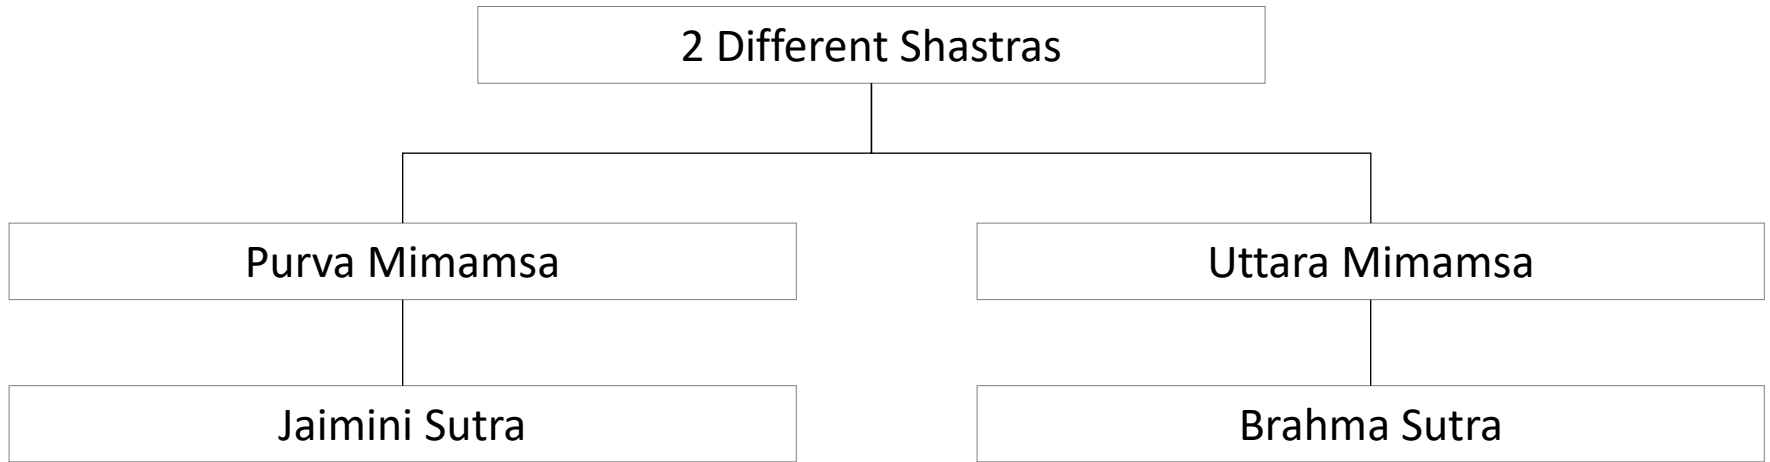 2 Different Shastras
Purva Mimamsa
Uttara Mimamsa
Jaimini Sutra
Brahma Sutra